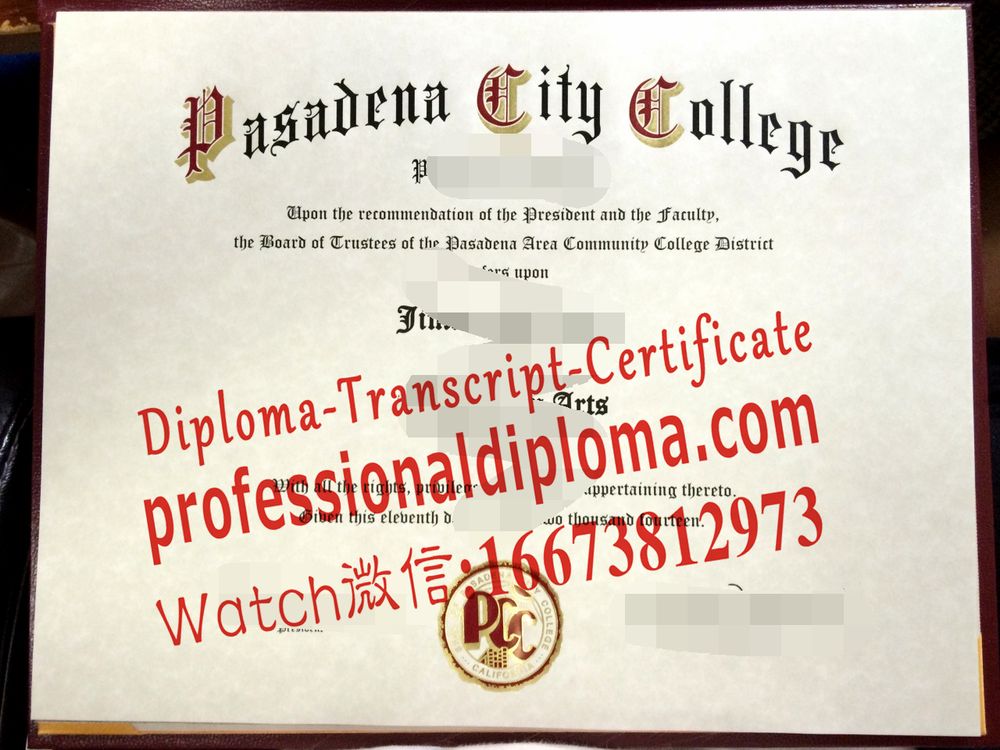 Pasadena City College
Upon the recommendation of the President and the Faculty,
the Board of Trustees of the Pasadena Area Community College District
upon
Diploma-Transcript-Certificate
Arts
professionaldiploma.com
With all the rights, appertaining thereto.
Given this eleventh two thousand fourteen.
Watch微信:16673812973
PCC